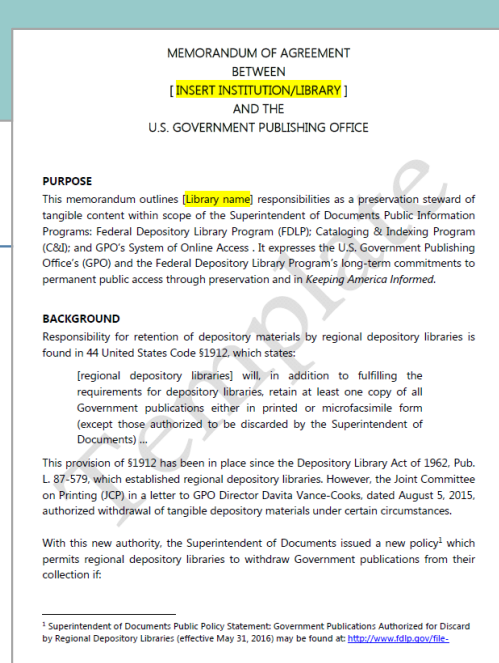 MEMORANDUM OF AGREEMENT
BETWEEN
[ INSERT INSTITUTION/LIBRARY ]
AND THE
U.S. GOVERNMENT PUBLISHING OFFICE
PURPOSE
This memorandum outlines [Library name] responsibilities as a preservation steward of
tangible content within scope of the Superintendent of Documents Public Information
Programs: Federal Depository Library Program (FDLP); Cataloging & Indexing Program
(C&I); and GPO's System of Online Access . It expresses the U.S. Government Publishing
Office's (GPO) and the Federal Depository Library Program's long-term commitments to
permanent public access through preservation and in Keeping America Informed.
BACKGROUND
Responsibility for retention of depository materials by regional depository libraries is
found in 44 United States Code §1912, which states:
[regional depository libraries] will, in addition to fulfilling the
requirements for depository libraries, retain at least one copy of all
Government publications either in printed or microfacsimile form
(except those authorized to be discarded by the Superintendent of
Documents) ...
This provision of §1912 has been in place since the Depository Library Act of 1962, Pub.
L. 87-579, which established regional depository libraries. However, the Joint Committee
on Printing (JCP) in a letter to GPO Director Davita Vance-Cooks, dated August 5, 2015,
authorized withdrawal of tangible depository materials under certain circumstances.
With this new authority, the Superintendent of Documents issued a new policy¹ which
permits regional depository libraries to withdraw Government publications from their
collection if:
¹ Superintendent of Documents Public Policy Statement: Government Publications Authorized for Discard
by Regional Depository Libraries (effective May 31, 2016) may be found at: http://www.fdlp.gov/file-
Template